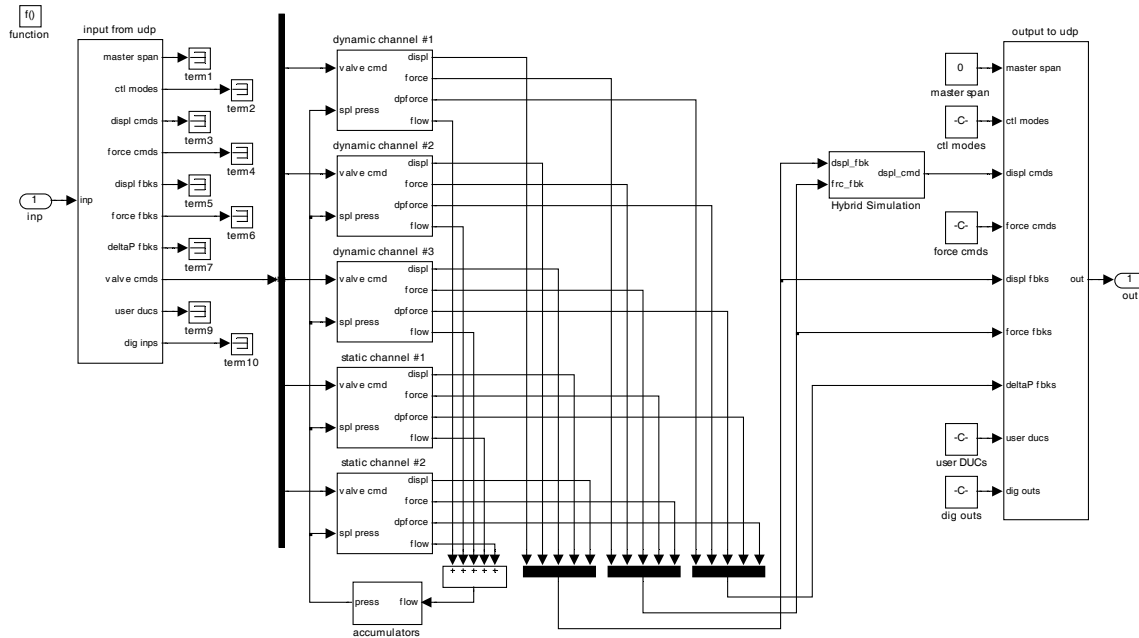 f()
function
input from udp
master span
ctl modes
displ cmds
force cmds
displ fbks
force fbks
deltaP fbks
valve cmds
user ducs
dig inps
inp
1
inp
term1
term2
term3
term4
term5
term6
term7
term9
term10
dynamic channel #1
valve cmd
spl press
displ
force
dpforce
flow
dynamic channel #2
valve cmd
spl press
displ
force
dpforce
flow
dynamic channel #3
valve cmd
spl press
displ
force
dpforce
flow
static channel #1
valve cmd
spl press
displ
force
dpforce
flow
static channel #2
valve cmd
spl press
displ
force
dpforce
flow
+ + + + +
press flow
accumulators
dspl_fbk
frc_fbk
dspl_cmd
Hybrid Simulation
0
master span
-C-
ctl modes
-C-
force cmds
-C-
user DUCs
-C-
dig outs
output to udp
master span
ctl modes
displ cmds
force cmds
displ fbks
force fbks
deltaP fbks
user ducs
dig outs
out
1
out